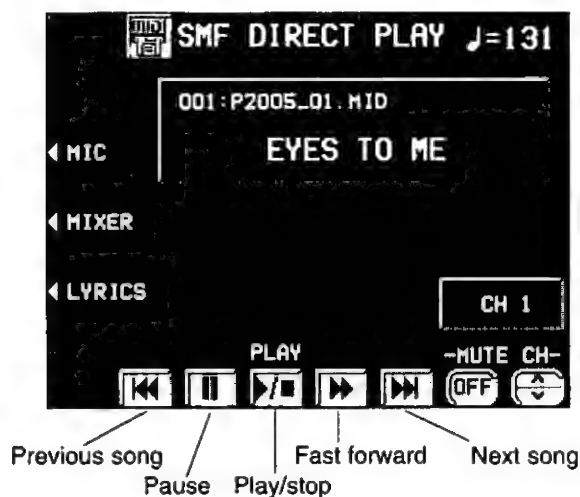 SMF DIRECT PLAY ♩=131
001:P2005_01.MID
EYES TO ME
MIC
MIXER
LYRICS
CH 1
PLAY
-MUTE CH-
OFF
Previous song
Fast forward
Next song
Pause
Play/stop